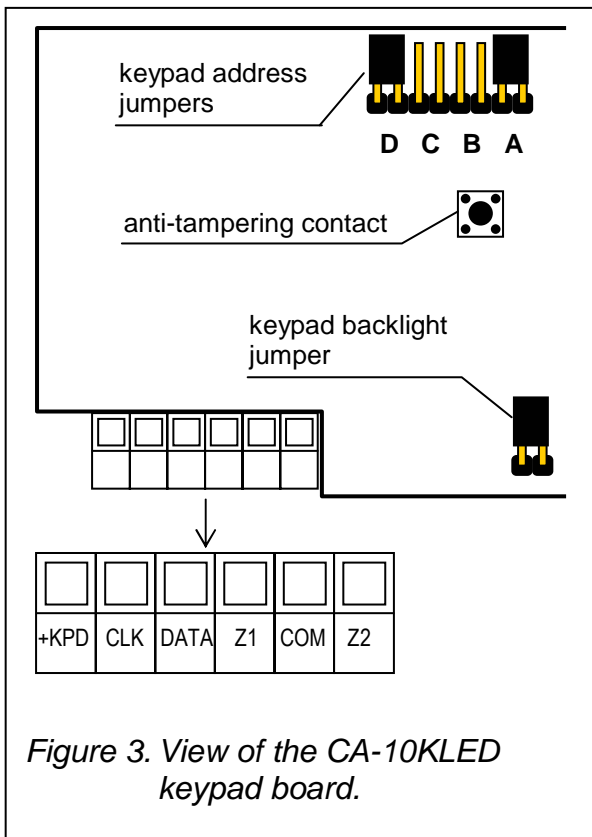 keypad address
jumpers
D C B A
anti-tampering contact
keypad backlight
jumper
+KPD CLK DATA Z1 COM Z2
Figure 3. View of the CA-10KLED
keypad board.